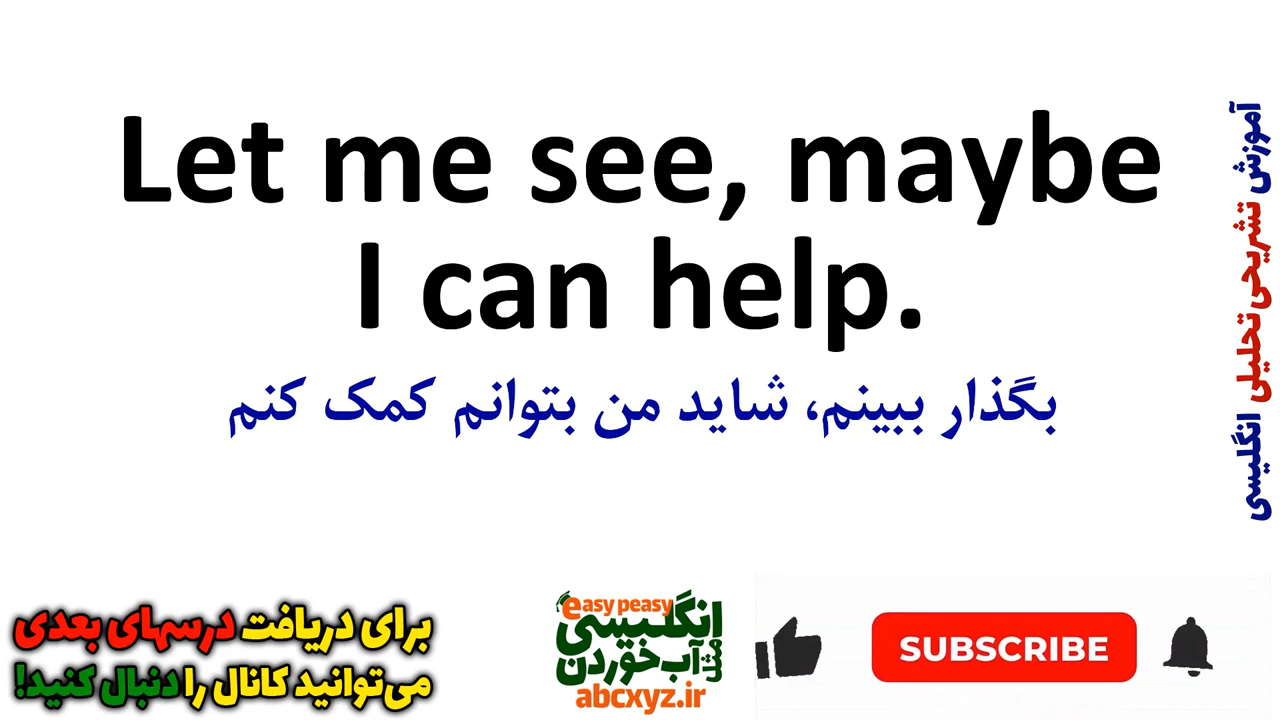 Let me see, maybe
I can help.
بگذار ببینم، شاید من بتوانم کمک کنم
آموزش تشریحی تحلیلی انگلیسی
برای دریافت درسهای بعدی
می‌توانید کانال را دنبال کنید!
easy peasy
انگلیسی
مثل آب خوردن
abcxyz.ir
SUBSCRIBE